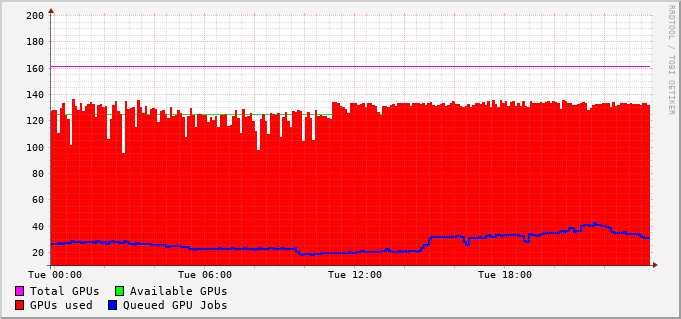 200
180
160
140
120
100
80
60
40
20
Tue 00:00 Tue 06:00 Tue 12:00 Tue 18:00
Total GPUs Available GPUs
GPUs used Queued GPU Jobs
RRDTOOL / TOBI OETIKER